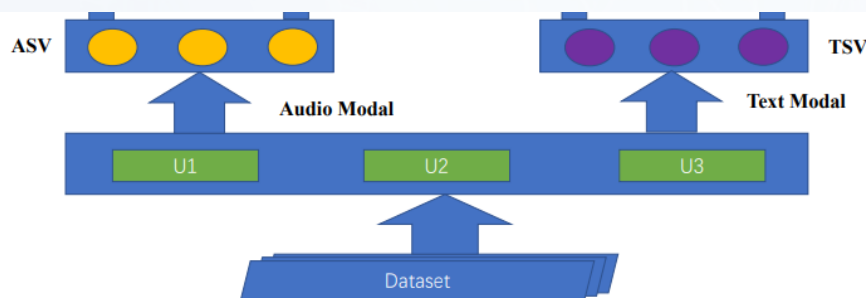 ASV
TSV
Audio Modal
Text Modal
U1
U2
U3
Dataset